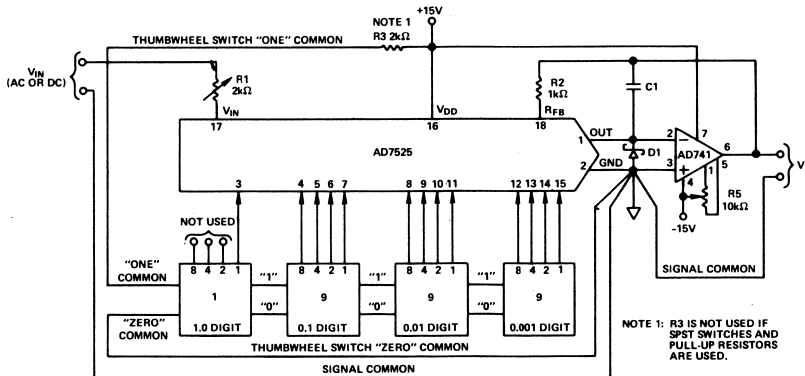 +15V
NOTE 1
THUMBWHEEL SWITCH "ONE" COMMON
R3 2kΩ
VIN
(AC OR DC)
R1
2kΩ
R2
1kΩ
C1
VIN
VDD
RFB
17
16
18
OUT
1
2
7
6
AD7525
D1
AD741
GND
2
3
1
5
4
R5
10kΩ
V
-15V
3
4 5 6 7
8 9 10 11
12 13 14 15
NOT USED
SIGNAL COMMON
"ONE"
COMMON
8 4 2 1
"1"
8 4 2 1
"1"
8 4 2 1
"1"
8 4 2 1
1
9
9
9
"0"
"0"
"0"
"ZERO"
COMMON
1.0 DIGIT
0.1 DIGIT
0.01 DIGIT
0.001 DIGIT
THUMBWHEEL SWITCH "ZERO" COMMON
SIGNAL COMMON
NOTE 1: R3 IS NOT USED IF
SPST SWITCHES AND
PULL-UP RESISTORS
ARE USED.